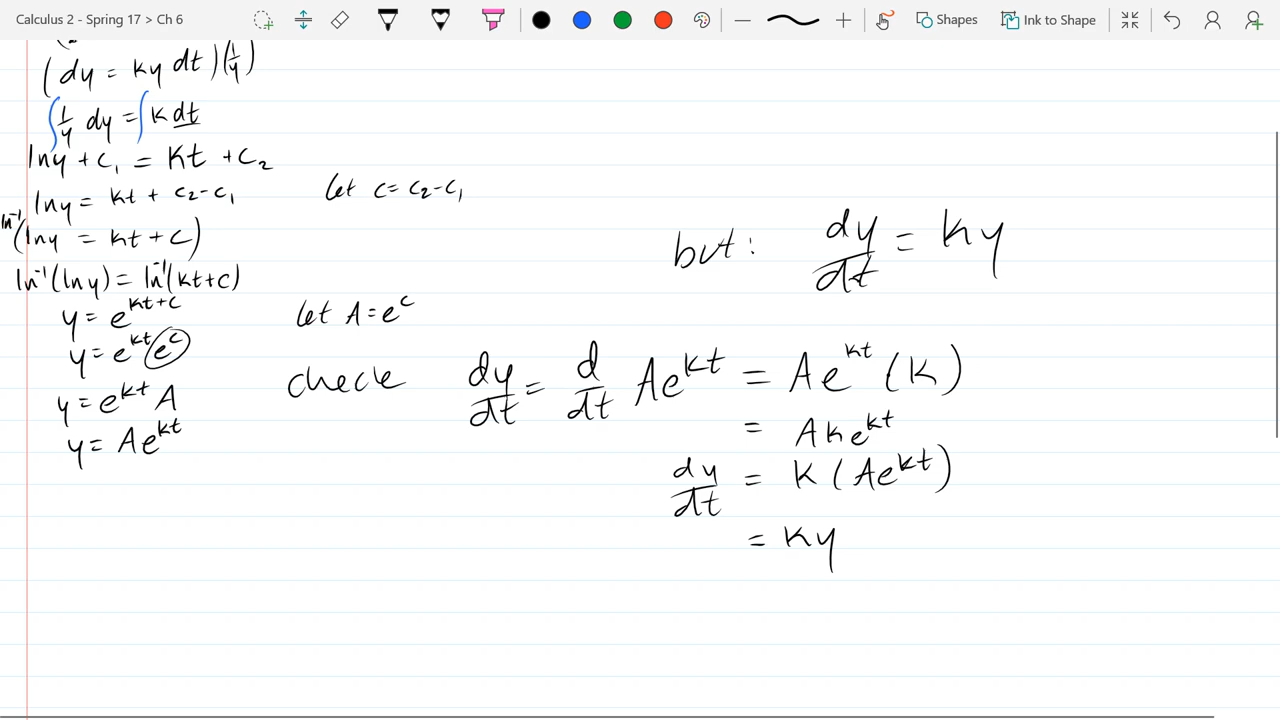 Calculus 2 - Spring 17 > Ch 6
Shapes
Ink to Shape
(dy = ky dt)(1/y)
∫ 1/y dy = ∫ k dt
lny + c₁ = kt + c₂
lny = kt + c₂-c₁
let c = c₂-c₁
ln⁻¹(lny = kt + c)
ln⁻¹(lny) = ln⁻¹(kt+c)
y = e^(kt+c)
let A = e^c
y = e^(kt) e^c
y = e^(kt) A
y = Ae^(kt)
but: dy/dt = ky
check dy/dt = d/dt Ae^(kt) = Ae^(kt) (k)
= Ake^(kt)
dy/dt = k (Ae^(kt))
= ky